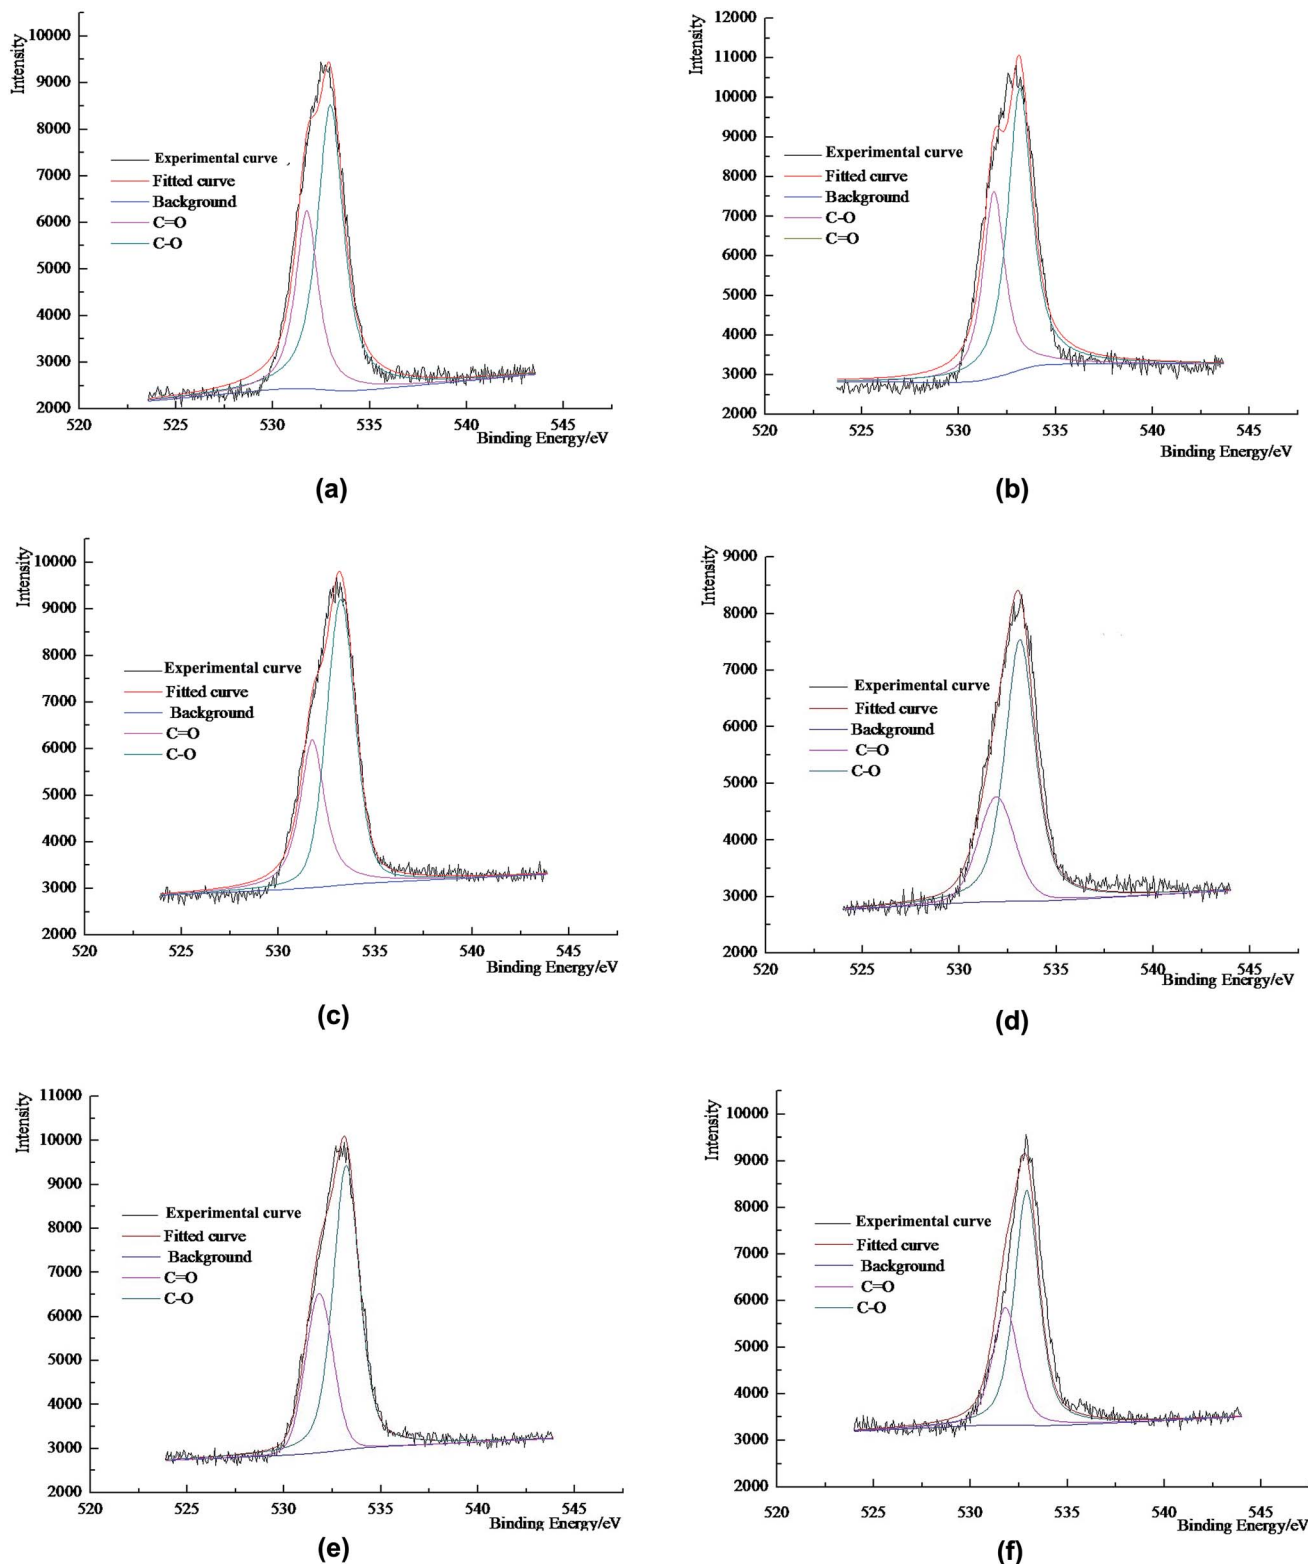 Intensity
10000
9000
8000
7000
6000
5000
4000
3000
2000
Experimental curve
Fitted curve
Background
C=O
C-O
520 525 530 535 540 545
Binding Energy/eV
(a)
Intensity
12000
11000
10000
9000
8000
7000
6000
5000
4000
3000
2000
Experimental curve
Fitted curve
Background
C-O
C=O
520 525 530 535 540 545
Binding Energy/eV
(b)
Intensity
10000
9000
8000
7000
6000
5000
4000
3000
2000
Experimental curve
Fitted curve
Background
C=O
C-O
520 525 530 535 540 545
Binding Energy/eV
(c)
Intensity
9000
8000
7000
6000
5000
4000
3000
2000
Experimental curve
Fitted curve
Background
C=O
C-O
520 525 530 535 540 545
Binding Energy/eV
(d)
Intensity
11000
10000
9000
8000
7000
6000
5000
4000
3000
2000
Experimental curve
Fitted curve
Background
C=O
C-O
520 525 530 535 540 545
Binding Energy/eV
(e)
Intensity
10000
9000
8000
7000
6000
5000
4000
3000
2000
Experimental curve
Fitted curve
Background
C=O
C-O
520 525 530 535 540 545
Binding Energy/eV
(f)